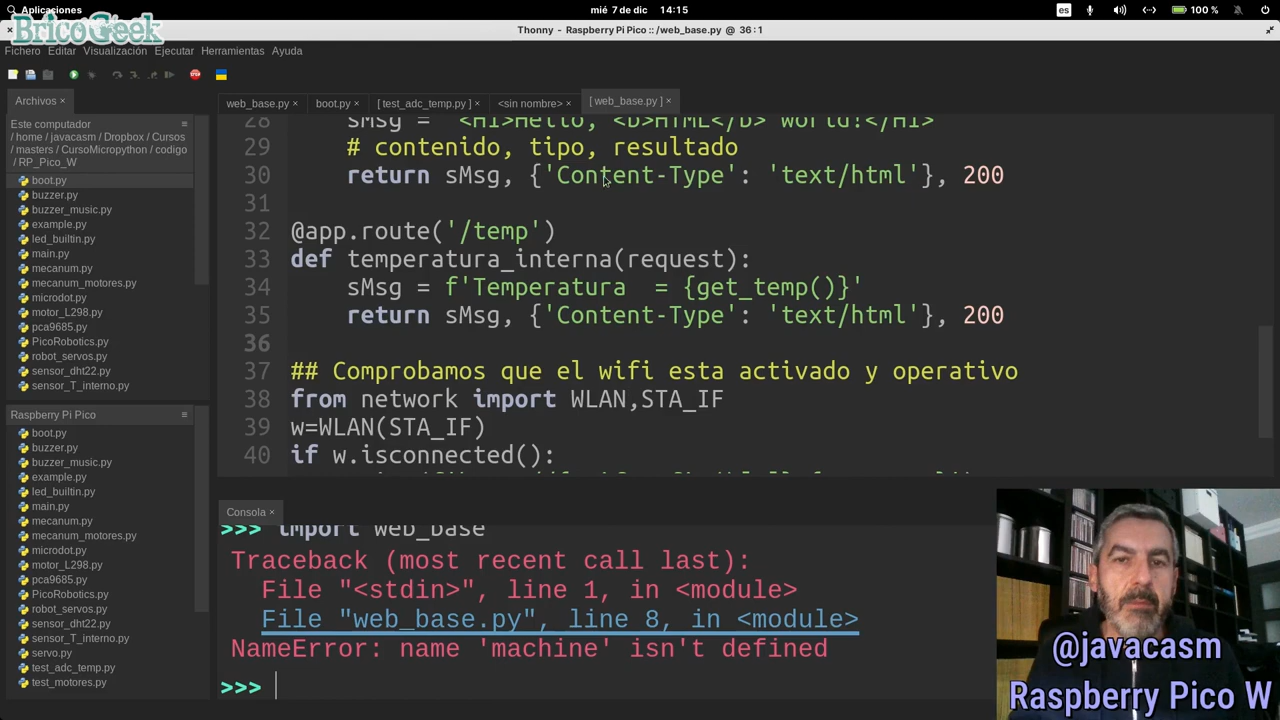 Aplicaciones
mié 7 de dic 14:15
es
100 %
BricoGeek
Thonny - Raspberry Pi Pico :: /web_base.py @ 36:1
Fichero Editar Visualización Ejecutar Herramientas Ayuda
Archivos ×
web_base.py × boot.py × [ test_adc_temp.py ] × <sin nombre> × [ web_base.py ] ×
Este computador
/ home / javacasm / Dropbox / Cursos
/ masters / CursoMicropython / codigo
/ RP_Pico_W
boot.py
buzzer.py
buzzer_music.py
example.py
led_builtin.py
main.py
mecanum.py
mecanum_motores.py
microdot.py
motor_L298.py
pca9685.py
PicoRobotics.py
robot_servos.py
sensor_dht22.py
sensor_T_interno.py
Raspberry Pi Pico
boot.py
buzzer.py
buzzer_music.py
example.py
led_builtin.py
main.py
mecanum.py
mecanum_motores.py
microdot.py
motor_L298.py
pca9685.py
PicoRobotics.py
robot_servos.py
sensor_dht22.py
sensor_T_interno.py
servo.py
test_adc_temp.py
test_motores.py
28 sMsg = '<H1>Hello, <b>HTML</b> world!</H1>
29 # contenido, tipo, resultado
30 return sMsg, {'Content-Type': 'text/html'}, 200
31
32 @app.route('/temp')
33 def temperatura_interna(request):
34 sMsg = f'Temperatura  = {get_temp()}'
35 return sMsg, {'Content-Type': 'text/html'}, 200
36
37 ## Comprobamos que el wifi esta activado y operativo
38 from network import WLAN,STA_IF
39 w=WLAN(STA_IF)
40 if w.isconnected():
Consola ×
>>> import web_base
Traceback (most recent call last):
File "<stdin>", line 1, in <module>
File "web_base.py", line 8, in <module>
NameError: name 'machine' isn't defined
>>>
@javacasm
Raspberry Pico W